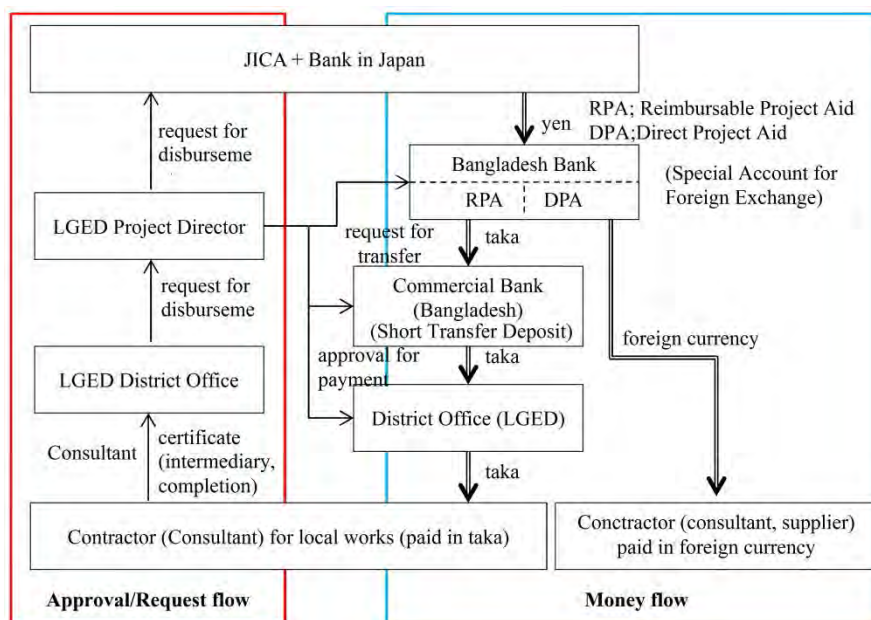 JICA + Bank in Japan
request for
disburseme
yen
RPA; Reimbursable Project Aid
DPA;Direct Project Aid
Bangladesh Bank
RPA
DPA
(Special Account for
Foreign Exchange)
LGED Project Director
request for
transfer
taka
request for
disburseme
Commercial Bank
(Bangladesh)
(Short Transfer Deposit)
foreign currency
approval for
payment
taka
LGED District Office
District Office (LGED)
Consultant
certificate
(intermediary,
completion)
taka
Contractor (Consultant) for local works (paid in taka)
Conctractor (consultant, supplier)
paid in foreign currency
Approval/Request flow
Money flow